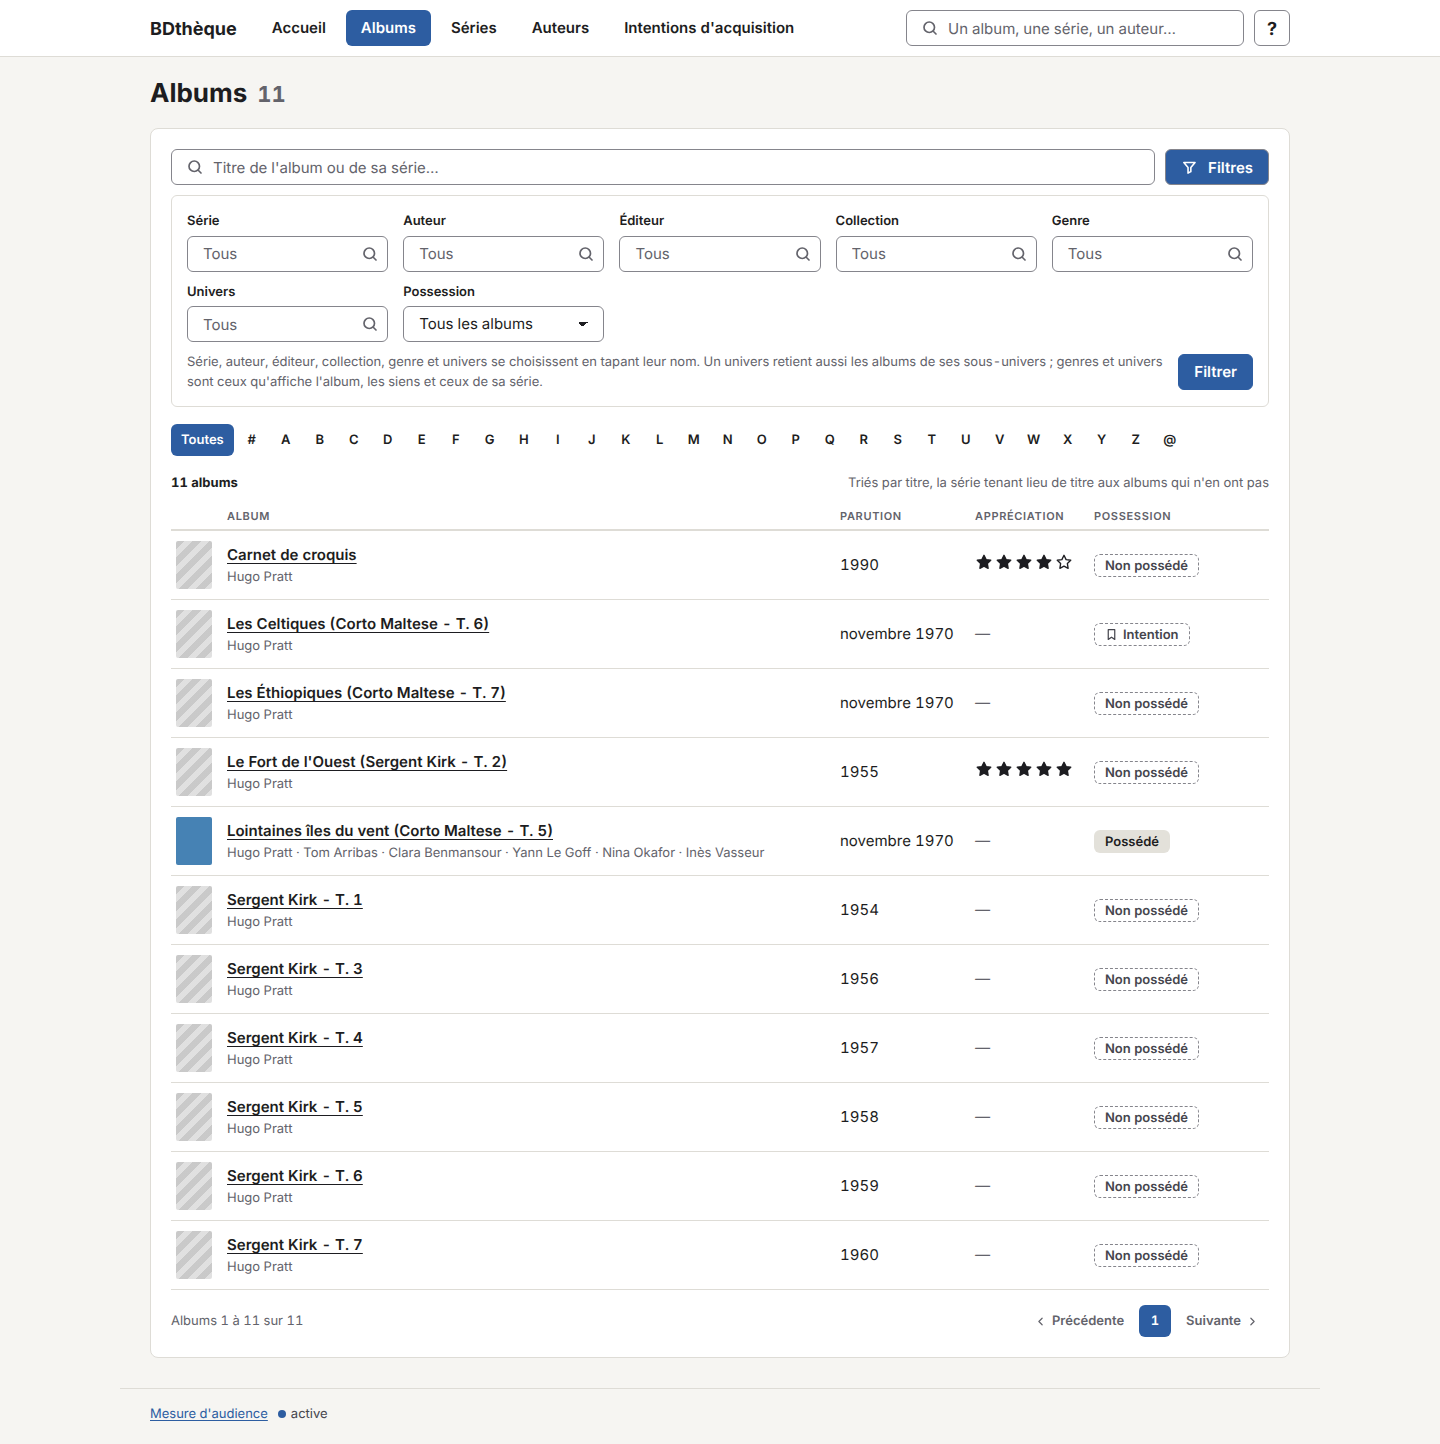 BDthèque Accueil Albums Séries Auteurs Intentions d'acquisition Un album, une série, un auteur... ?
Albums 11
Titre de l'album ou de sa série... Filtres
Série Auteur Éditeur Collection Genre
Tous Tous Tous Tous Tous
Univers Possession
Tous Tous les albums
Série, auteur, éditeur, collection, genre et univers se choisissent en tapant leur nom. Un univers retient aussi les albums de ses sous-univers ; genres et univers
sont ceux qu'affiche l'album, les siens et ceux de sa série.
Filtrer
Toutes # A B C D E F G H I J K L M N O P Q R S T U V W X Y Z @
11 albums Triés par titre, la série tenant lieu de titre aux albums qui n'en ont pas
ALBUM PARUTION APPRÉCIATION POSSESSION
Carnet de croquis
Hugo Pratt
1990 Non possédé
Les Celtiques (Corto Maltese - T. 6)
Hugo Pratt
novembre 1970 — Intention
Les Éthiopiques (Corto Maltese - T. 7)
Hugo Pratt
novembre 1970 — Non possédé
Le Fort de l'Ouest (Sergent Kirk - T. 2)
Hugo Pratt
1955 Non possédé
Lointaines îles du vent (Corto Maltese - T. 5)
Hugo Pratt · Tom Arribas · Clara Benmansour · Yann Le Goff · Nina Okafor · Inès Vasseur
novembre 1970 — Possédé
Sergent Kirk - T. 1
Hugo Pratt
1954 — Non possédé
Sergent Kirk - T. 3
Hugo Pratt
1956 — Non possédé
Sergent Kirk - T. 4
Hugo Pratt
1957 — Non possédé
Sergent Kirk - T. 5
Hugo Pratt
1958 — Non possédé
Sergent Kirk - T. 6
Hugo Pratt
1959 — Non possédé
Sergent Kirk - T. 7
Hugo Pratt
1960 — Non possédé
Albums 1 à 11 sur 11 Précédente 1 Suivante
Mesure d'audience active